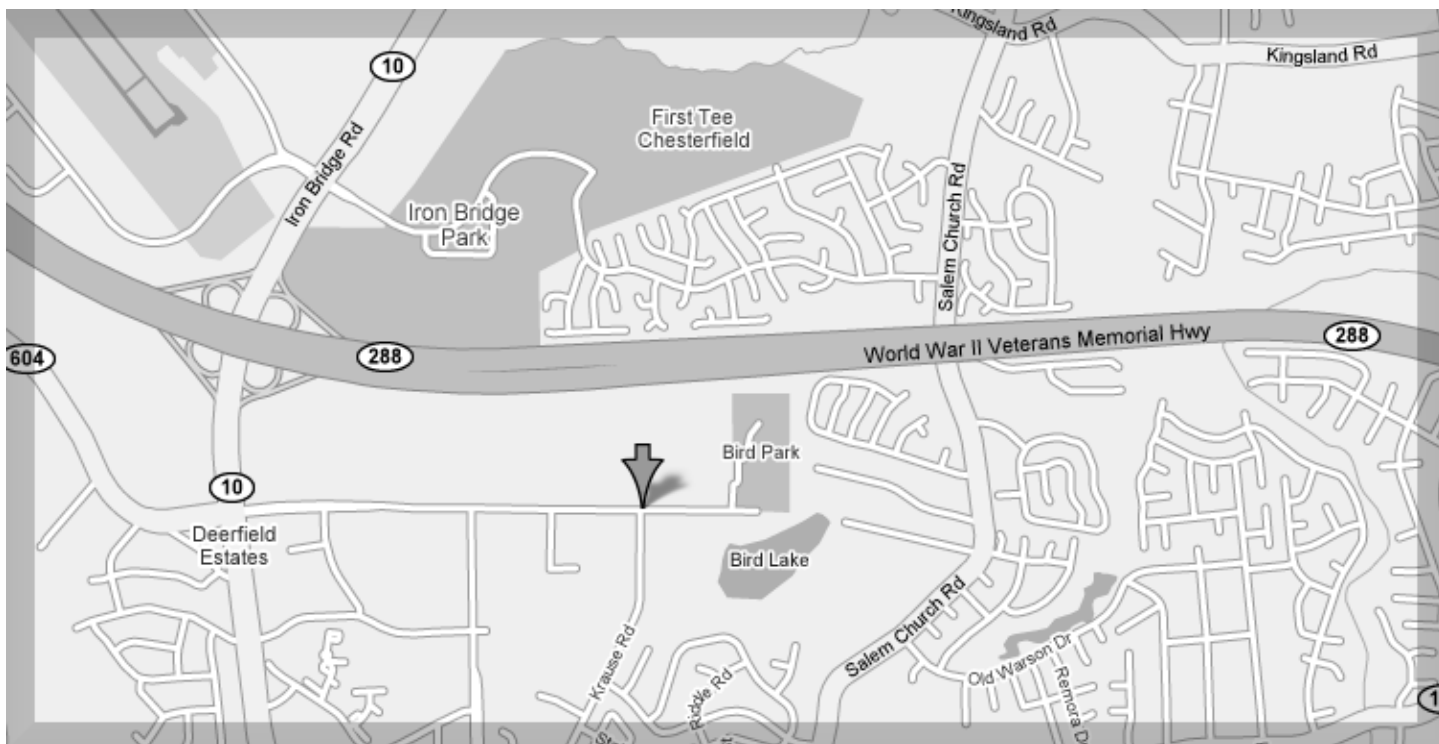 Kingsland Rd
Kingsland Rd
10
First Tee
Chesterfield
Iron Bridge Rd
Iron Bridge
Park
Salem Church Rd
World War II Veterans Memorial Hwy
288
288
604
Bird Park
10
Deerfield
Estates
Bird Lake
Salem Church Rd
Krause Rd
Riddle Rd
Old Warson Dr